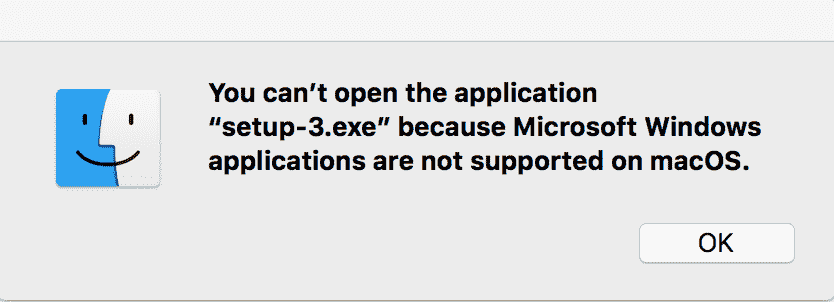 You can’t open the application
“setup-3.exe” because Microsoft Windows
applications are not supported on macOS.
OK